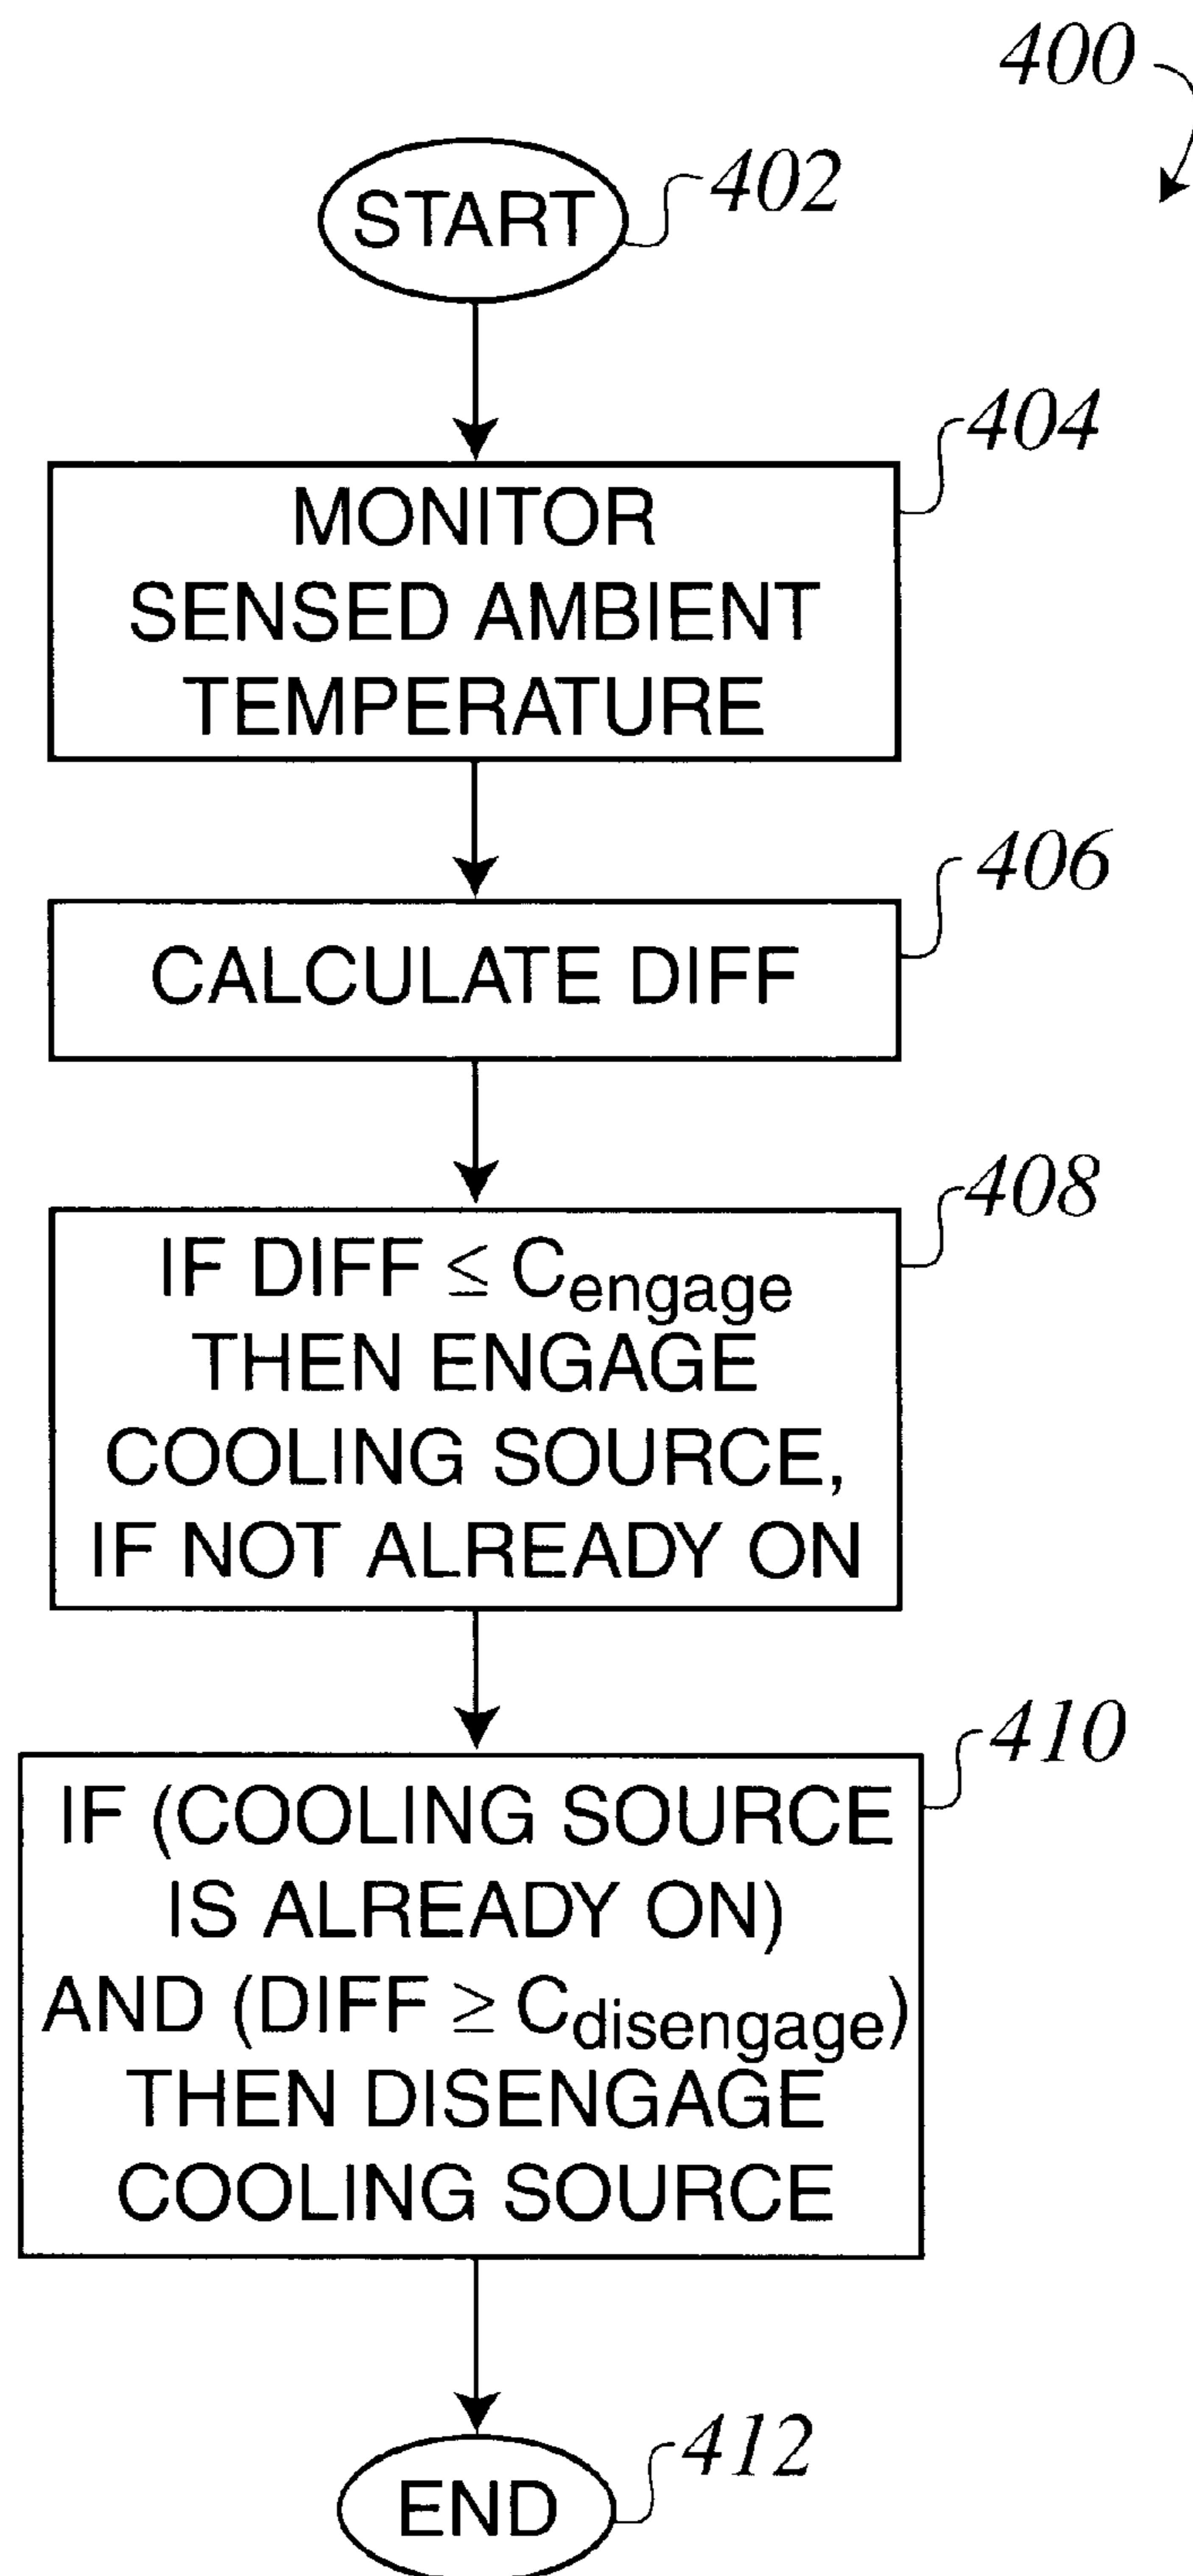 400
START
402
404
MONITOR
SENSED AMBIENT
TEMPERATURE
406
CALCULATE DIFF
408
IF DIFF ≤ Cengage
THEN ENGAGE
COOLING SOURCE,
IF NOT ALREADY ON
410
IF (COOLING SOURCE
IS ALREADY ON)
AND (DIFF ≥ Cdisengage)
THEN DISENGAGE
COOLING SOURCE
412
END